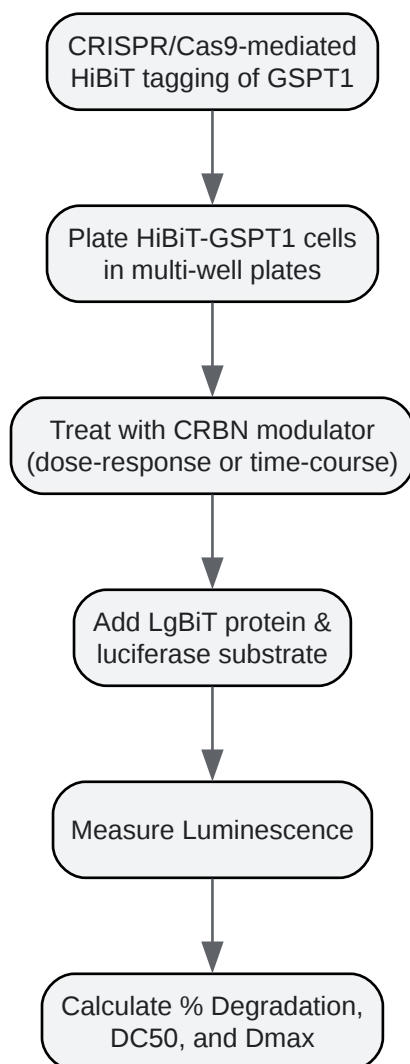 CRISPR/Cas9-mediated
HiBiT tagging of GSPT1
Plate HiBiT-GSPT1 cells
in multi-well plates
Treat with CRBN modulator
(dose-response or time-course)
Add LgBiT protein &
luciferase substrate
Measure Luminescence
Calculate % Degradation,
DC50, and Dmax